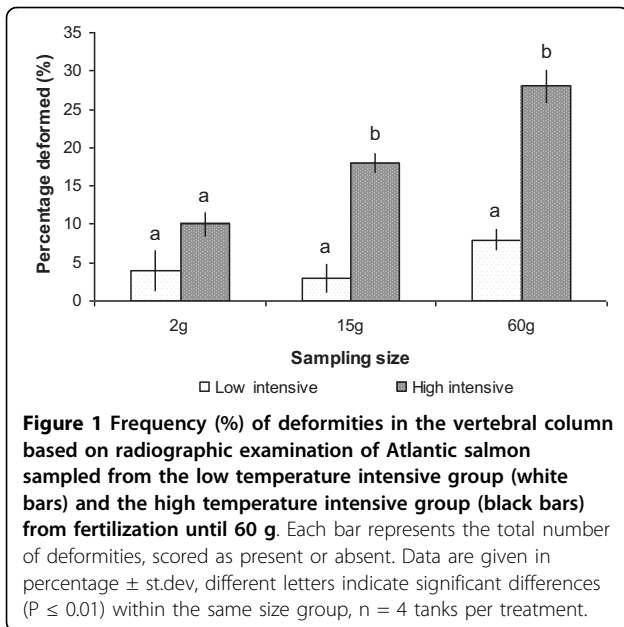 35
30
25
20
15
10
5
0
Percentage deformed (%)
a
a
a
b
a
b
2g
15g
60g
Sampling size
Low intensive
High intensive
Figure 1 Frequency (%) of deformities in the vertebral column
based on radiographic examination of Atlantic salmon
sampled from the low temperature intensive group (white
bars) and the high temperature intensive group (black bars)
from fertilization until 60 g. Each bar represents the total number
of deformities, scored as present or absent. Data are given in
percentage ± st.dev, different letters indicate significant differences
(P ≤ 0.01) within the same size group, n = 4 tanks per treatment.